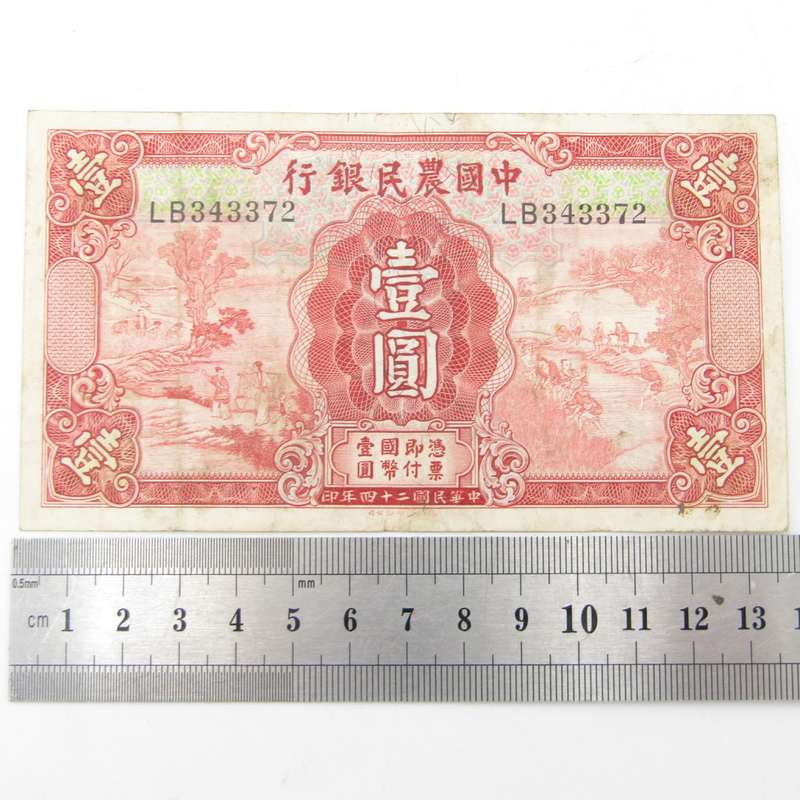 壹
壹
中國農民銀行
LB343372
LB343372
壹圓
憑票
即付
國幣
壹圓
壹
壹
中華民國二十四年印
0.5mm
mm
cm 1 2 3 4 5 6 7 8 9 10 11 12 13